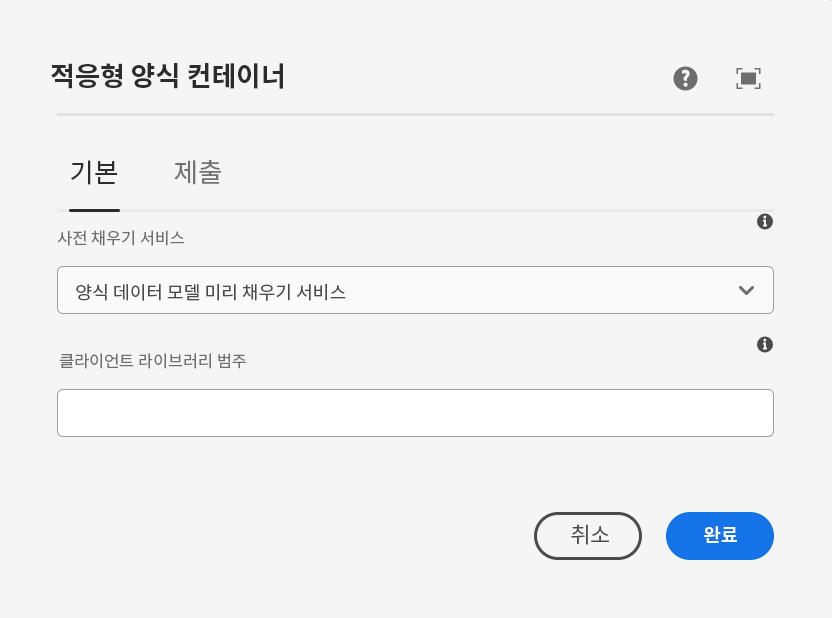 적응형 양식 컨테이너
기본 제출
사전 채우기 서비스
양식 데이터 모델 미리 채우기 서비스
클라이언트 라이브러리 범주
취소 완료